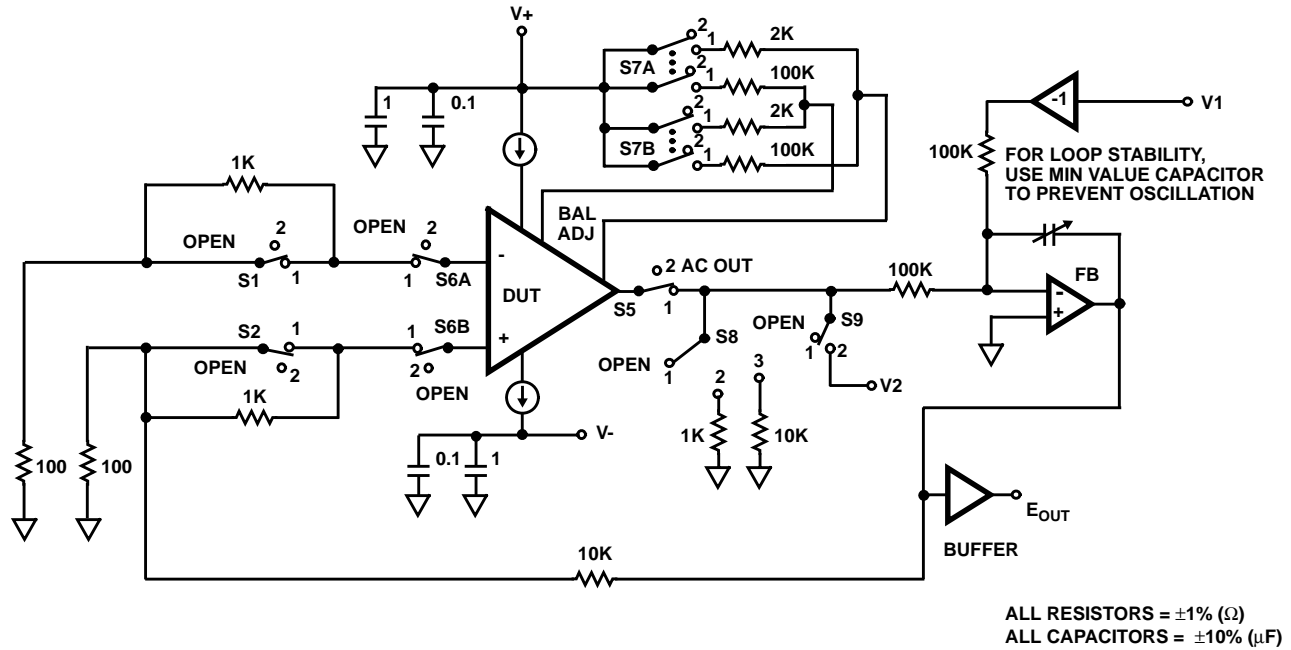 V+
2
1
2K
S7A
2
1
100K
2
1
2K
S7B
2
1
100K
1
0.1
-1
V1
100K
FOR LOOP STABILITY,
USE MIN VALUE CAPACITOR
TO PREVENT OSCILLATION
1K
OPEN
2
S1
1
OPEN
2
1
S6A
BAL
ADJ
-
DUT
+
2 AC OUT
S5
1
100K
FB
-
+
S2
1
OPEN
2
1
S6B
2
OPEN
1K
S8
OPEN
1
2
3
1K
10K
OPEN
S9
1
2
V2
V-
0.1
1
100
100
10K
EOUT
BUFFER
ALL RESISTORS = ±1% (Ω)
ALL CAPACITORS = ±10% (µF)